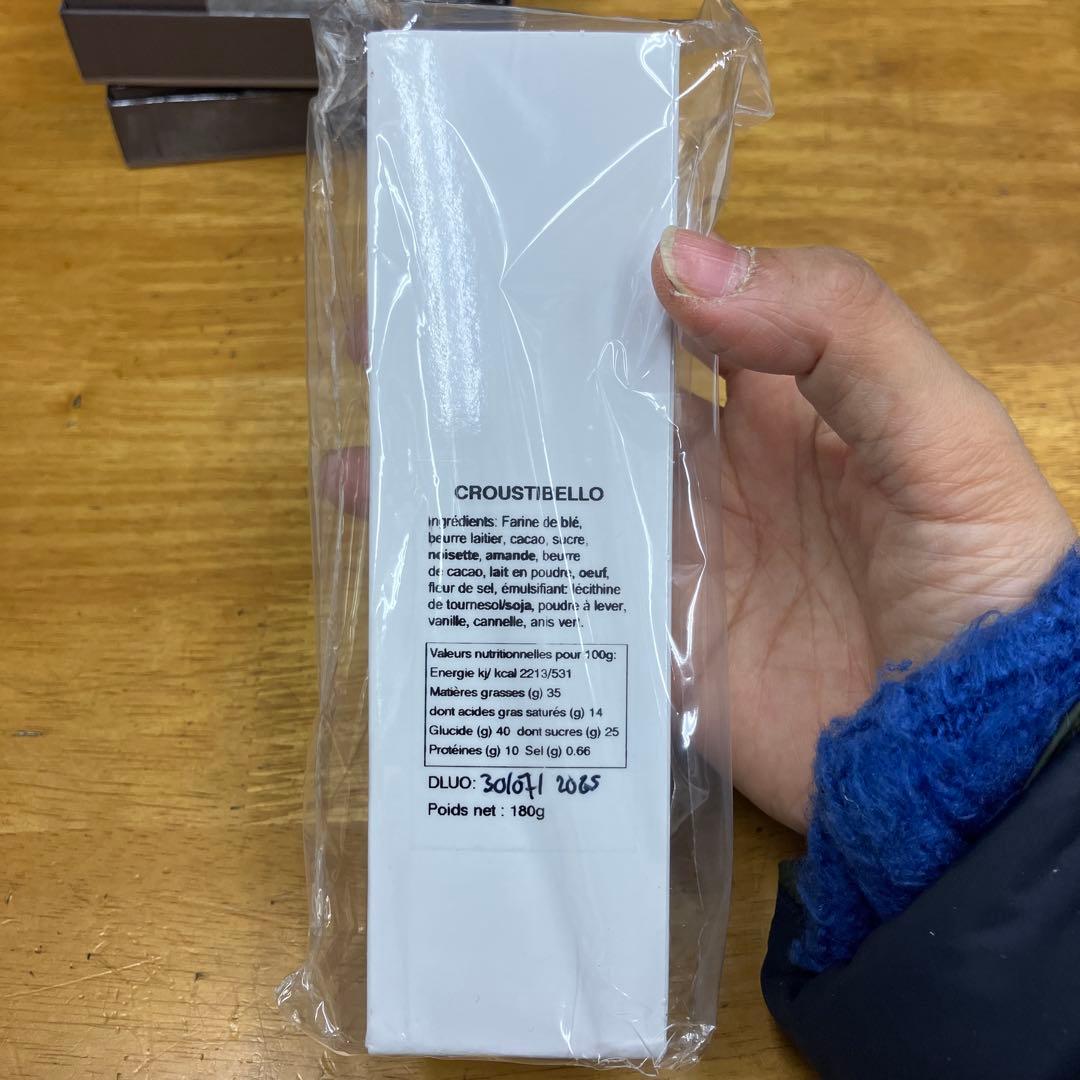 CROUSTIBELLO
Ingrédients: Farine de blé,
beurre laitier, cacao, sucre,
noisette, amande, beurre
de cacao, lait en poudre, oeuf,
fleur de sel, émulsifiant: lécithine
de tournesol/soja, poudre à lever,
vanille, cannelle, anis vert.
Valeurs nutritionnelles pour 100g:
Energie kj/ kcal 2213/531
Matières grasses (g) 35
dont acides gras saturés (g) 14
Glucide (g) 40 dont sucres (g) 25
Protéines (g) 10 Sel (g) 0.66
DLUO: 30/07/ 2025
Poids net : 180g